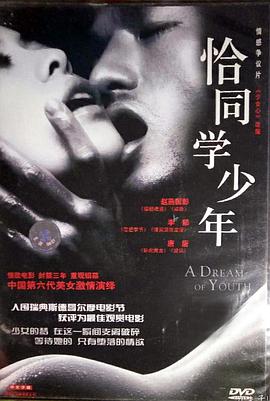 情感争议片
恰同学少年
赵燕国彰
A DREAM
OF YOUTH
情欲电影 封禁三年 重观银幕
中国第六代美女激情演绎
入围瑞典斯德哥尔摩电影节
获评为最佳观赏电影
少女的梦 在这一瞬间支离破碎
等待她的 只有堕落的情欲
DVD